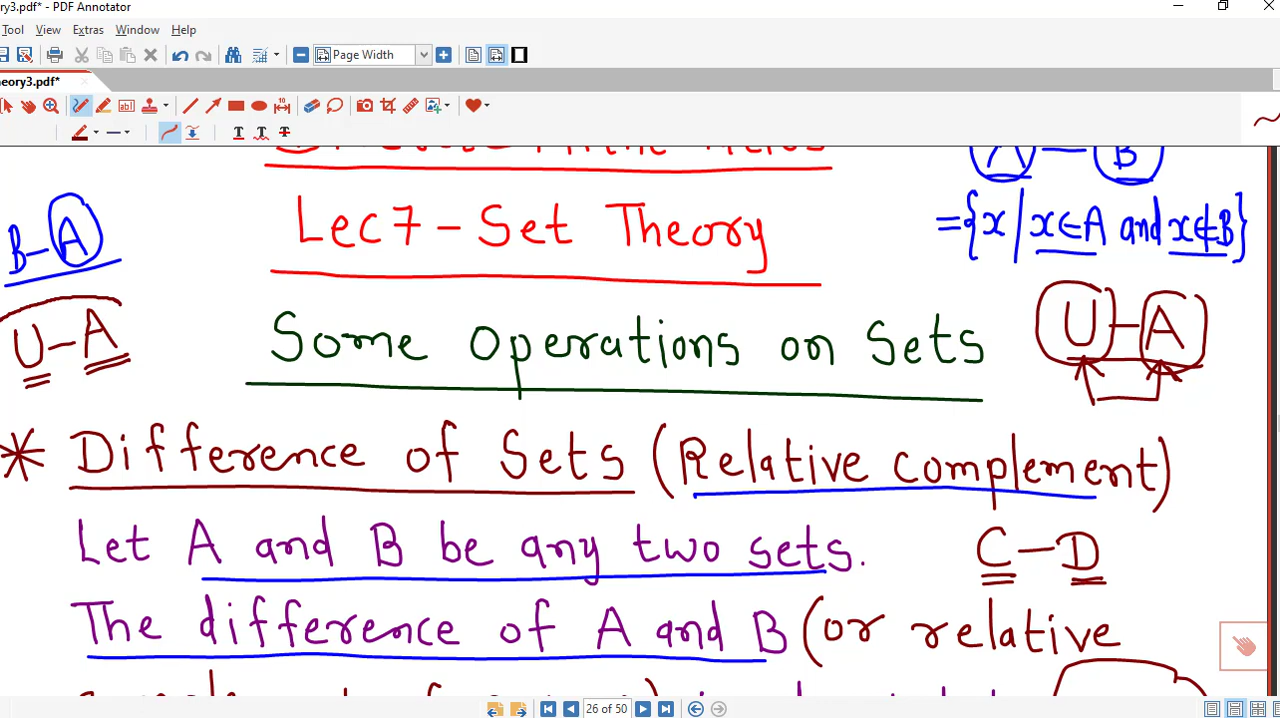 ry3.pdf* - PDF Annotator
Tool View Extras Window Help
Page Width
eory3.pdf*
A - B
Lec7 - Set Theory
= {x | x ∈ A and x ∉ B}
B - A
U - A
Some Operations on Sets
U - A
* Difference of Sets (Relative complement)
Let A and B be any two sets.
C - D
The difference of A and B (or relative
26 of 50